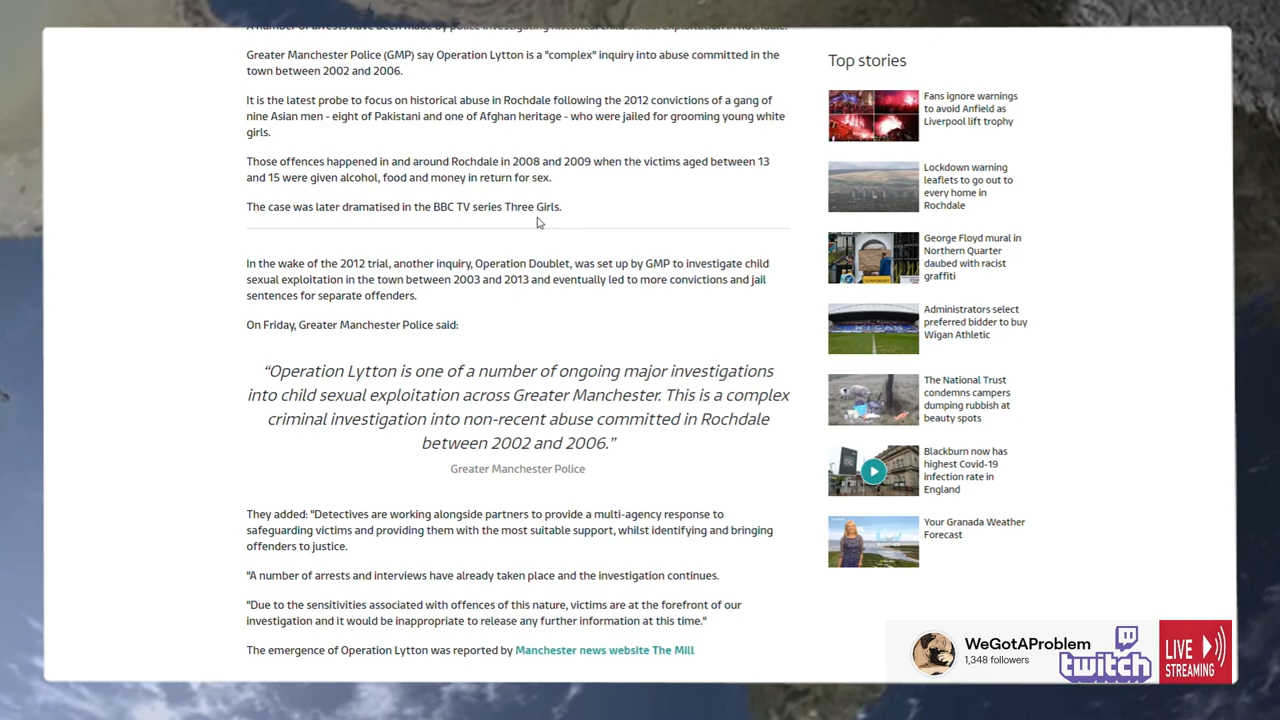 A number of arrests have been made by police investigating historical child sexual exploitation in Rochdale.
Greater Manchester Police (GMP) say Operation Lytton is a "complex" inquiry into abuse committed in the
town between 2002 and 2006.
It is the latest probe to focus on historical abuse in Rochdale following the 2012 convictions of a gang of
nine Asian men - eight of Pakistani and one of Afghan heritage - who were jailed for grooming young white
girls.
Those offences happened in and around Rochdale in 2008 and 2009 when the victims aged between 13
and 15 were given alcohol, food and money in return for sex.
The case was later dramatised in the BBC TV series Three Girls.
In the wake of the 2012 trial, another inquiry, Operation Doublet, was set up by GMP to investigate child
sexual exploitation in the town between 2003 and 2013 and eventually led to more convictions and jail
sentences for separate offenders.
On Friday, Greater Manchester Police said:
“Operation Lytton is one of a number of ongoing major investigations
into child sexual exploitation across Greater Manchester. This is a complex
criminal investigation into non-recent abuse committed in Rochdale
between 2002 and 2006.”
Greater Manchester Police
They added: "Detectives are working alongside partners to provide a multi-agency response to
safeguarding victims and providing them with the most suitable support, whilst identifying and bringing
offenders to justice.
"A number of arrests and interviews have already taken place and the investigation continues.
"Due to the sensitivities associated with offences of this nature, victims are at the forefront of our
investigation and it would be inappropriate to release any further information at this time."
The emergence of Operation Lytton was reported by Manchester news website The Mill
Top stories
Fans ignore warnings
to avoid Anfield as
Liverpool lift trophy
Lockdown warning
leaflets to go out to
every home in
Rochdale
George Floyd mural in
Northern Quarter
daubed with racist
graffiti
Administrators select
preferred bidder to buy
Wigan Athletic
WIGAN
The National Trust
condemns campers
dumping rubbish at
beauty spots
Blackburn now has
highest Covid-19
infection rate in
England
Your Granada Weather
Forecast
WeGotAProblem
1,348 followers
twitch
LIVE
STREAMING